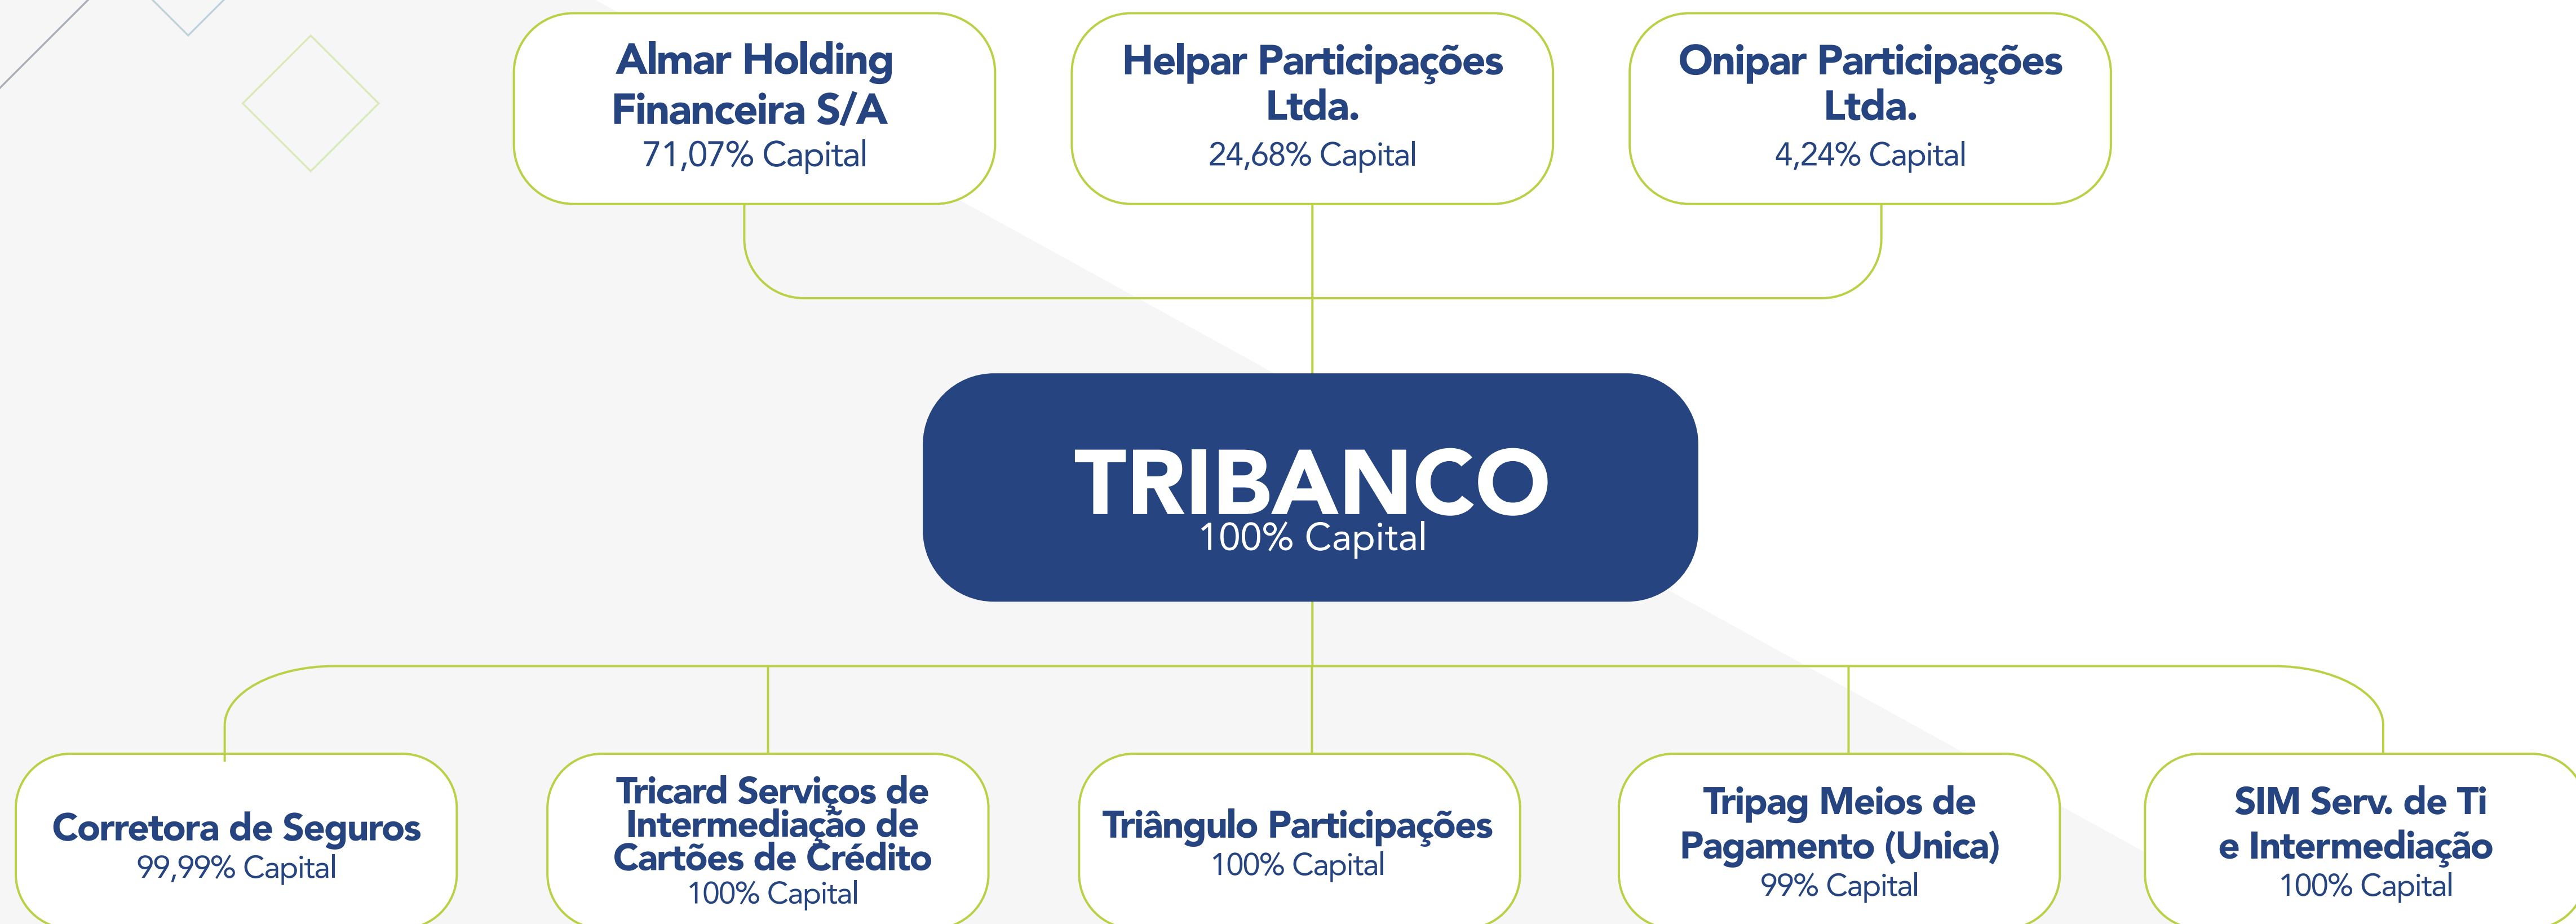 Almar Holding
Financeira S/A
71,07% Capital
Helpar Participações
Ltda.
24,68% Capital
Onipar Participações
Ltda.
4,24% Capital
TRIBANCO
100% Capital
Corretora de Seguros
99,99% Capital
Tricard Serviços de
Intermediação de
Cartões de Crédito
100% Capital
Triângulo Participações
100% Capital
Tripag Meios de
Pagamento (Unica)
99% Capital
SIM Serv. de Ti
e Intermediação
100% Capital